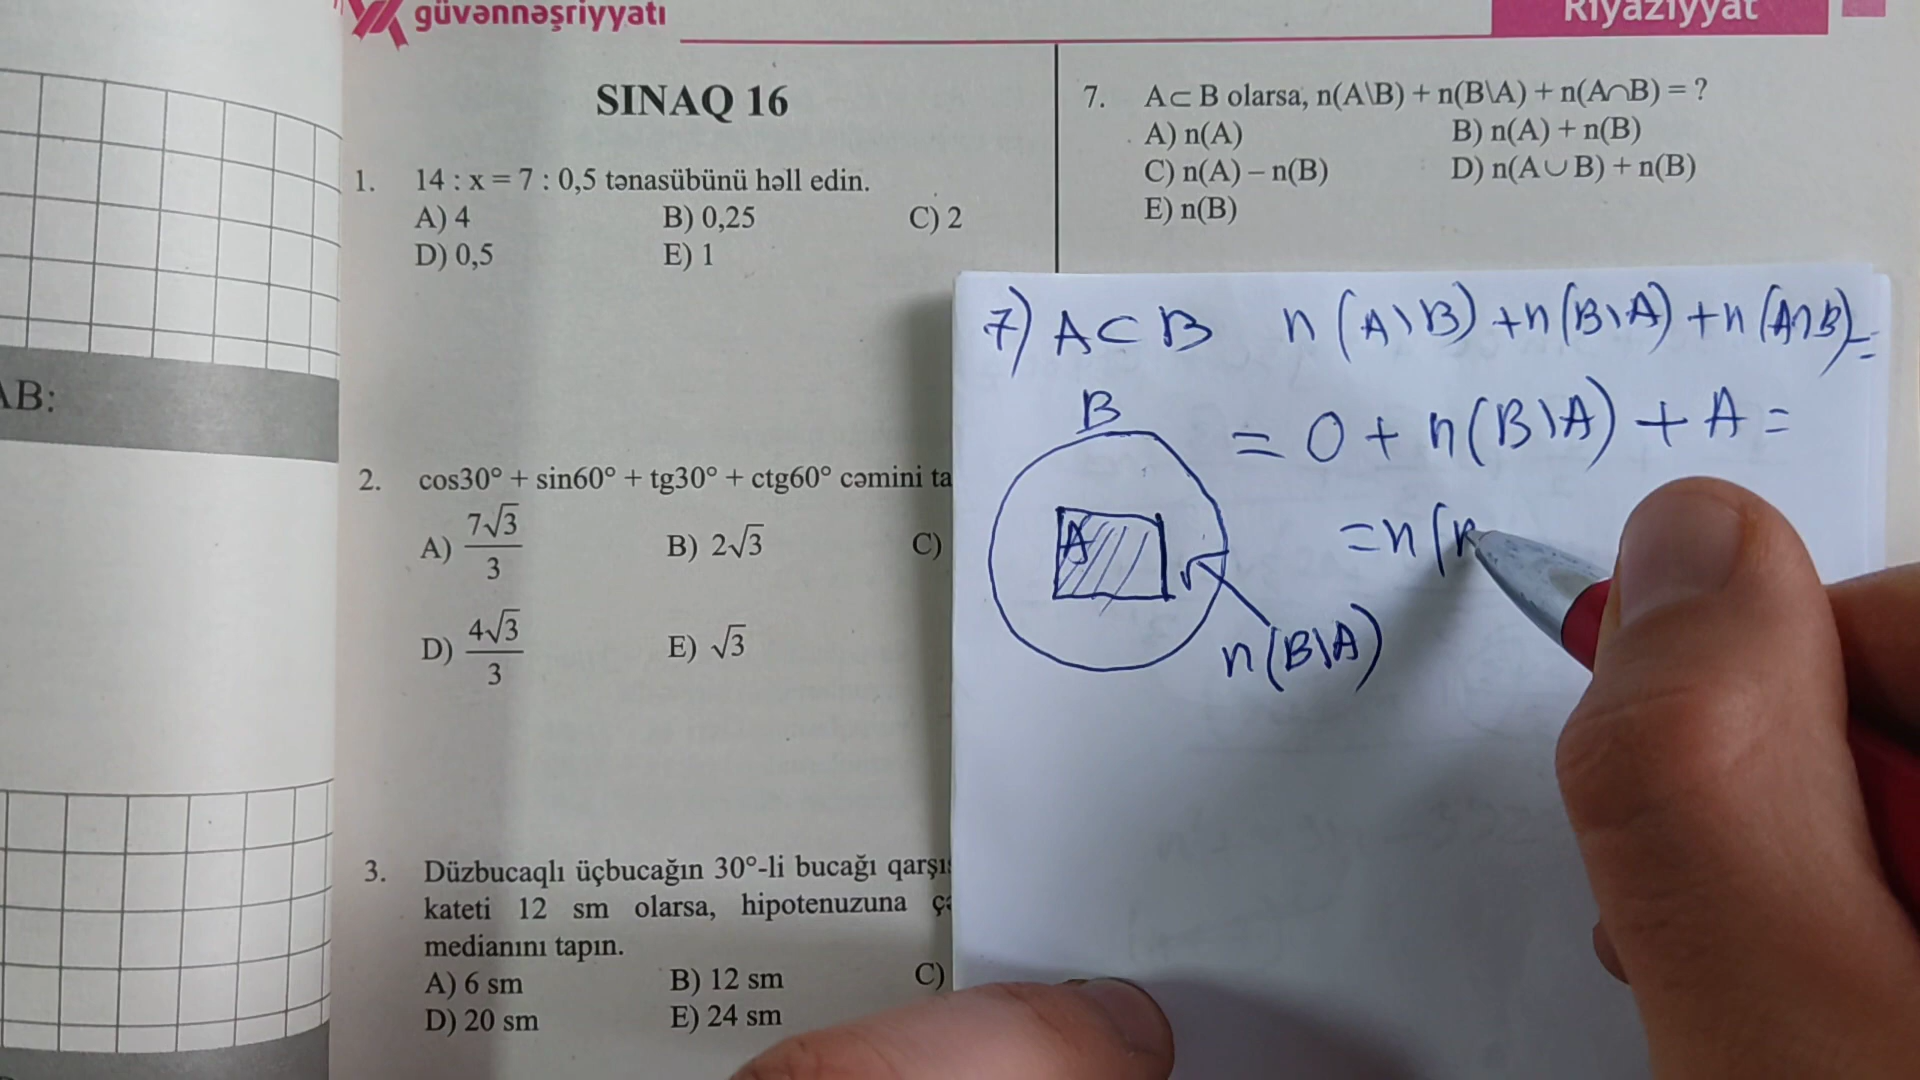 güvənnəşriyyatı
Riyaziyyat
AB:
SINAQ 16
1. 14 : x = 7 : 0,5 tənasübünü həll edin.
A) 4 B) 0,25 C) 2
D) 0,5 E) 1
2. cos30° + sin60° + tg30° + ctg60° cəmini ta
A) 7√3/3 B) 2√3 C)
D) 4√3/3 E) √3
3. Düzbucaqlı üçbucağın 30°-li bucağı
kateti 12 sm olarsa, hipotenuzuna
medianını tapın.
A) 6 sm B) 12 sm C)
D) 20 sm E) 24 sm
7. A⊂B olarsa, n(A\B) + n(B\A) + n(A∩B) = ?
A) n(A) B) n(A) + n(B)
C) n(A) – n(B) D) n(A∪B) + n(B)
E) n(B)
7) A⊂B n(A\B) + n(B\A) + n(A∩B) =
= 0 + n(B\A) + A =
= n(
B
A
n(B\A)